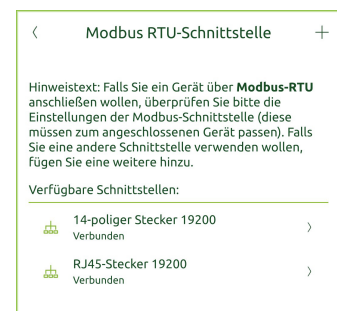 Modbus RTU-Schnittstelle
Hinweistext: Falls Sie ein Gerät über Modbus-RTU
anschließen wollen, überprüfen Sie bitte die
Einstellungen der Modbus-Schnittstelle (diese
müssen zum angeschlossenen Gerät passen). Falls
Sie eine andere Schnittstelle verwenden wollen,
fügen Sie eine weitere hinzu.
Verfügbare Schnittstellen:
14-poliger Stecker 19200
Verbunden
RJ45-Stecker 19200
Verbunden